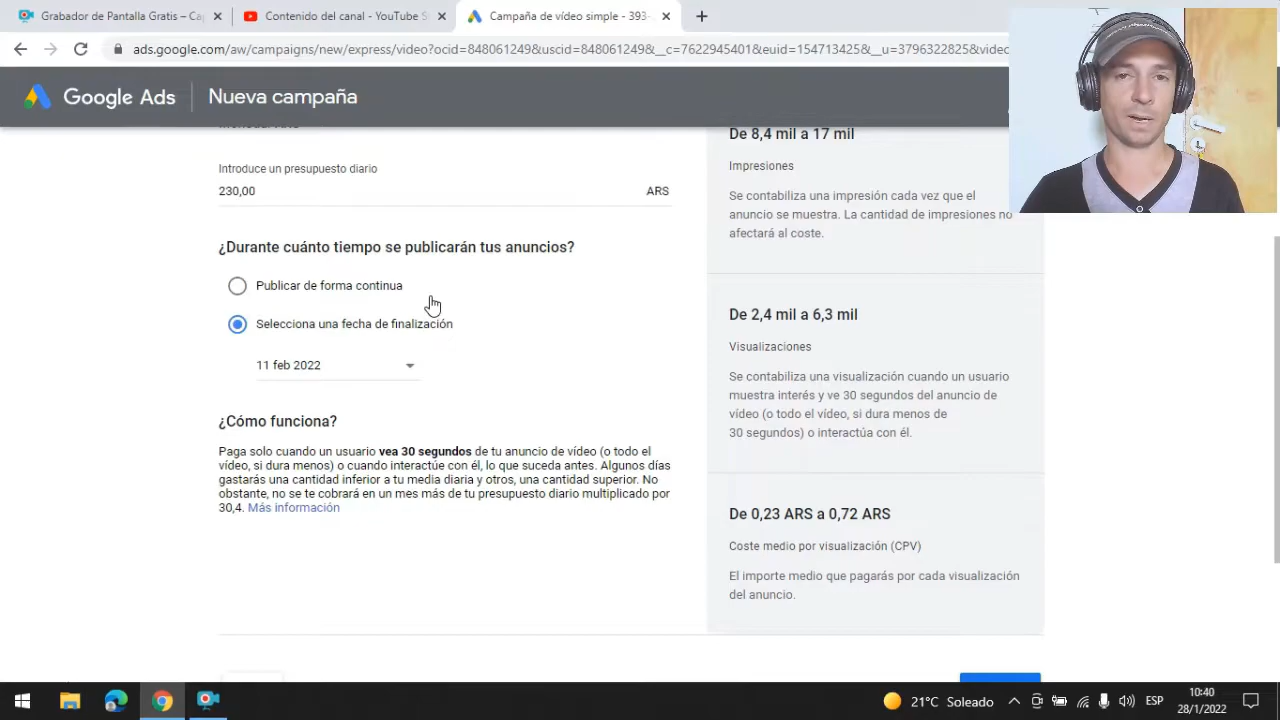 Grabador de Pantalla Gratis – Ca
Contenido del canal - YouTube S
Campaña de vídeo simple - 393-
ads.google.com/aw/campaigns/new/express/video?ocid=848061249&uscid=848061249&__c=7622945401&euid=154713425&__u=3796322825&video
Google Ads
Nueva campaña
Introduce un presupuesto diario
230,00
ARS
¿Durante cuánto tiempo se publicarán tus anuncios?
Publicar de forma continua
Selecciona una fecha de finalización
11 feb 2022
¿Cómo funciona?
Paga solo cuando un usuario vea 30 segundos de tu anuncio de vídeo (o todo el
vídeo, si dura menos) o cuando interactúe con él, lo que suceda antes. Algunos días
gastarás una cantidad inferior a tu media diaria y otros, una cantidad superior. No
obstante, no se te cobrará en un mes más de tu presupuesto diario multiplicado por
30,4. Más información
De 8,4 mil a 17 mil
Impresiones
Se contabiliza una impresión cada vez que el
anuncio se muestra. La cantidad de impresiones no
afectará al coste.
De 2,4 mil a 6,3 mil
Visualizaciones
Se contabiliza una visualización cuando un usuario
muestra interés y ve 30 segundos del anuncio de
vídeo (o todo el vídeo, si dura menos de
30 segundos) o interactúa con él.
De 0,23 ARS a 0,72 ARS
Coste medio por visualización (CPV)
El importe medio que pagarás por cada visualización
del anuncio.
21°C Soleado
ESP
10:40
28/1/2022